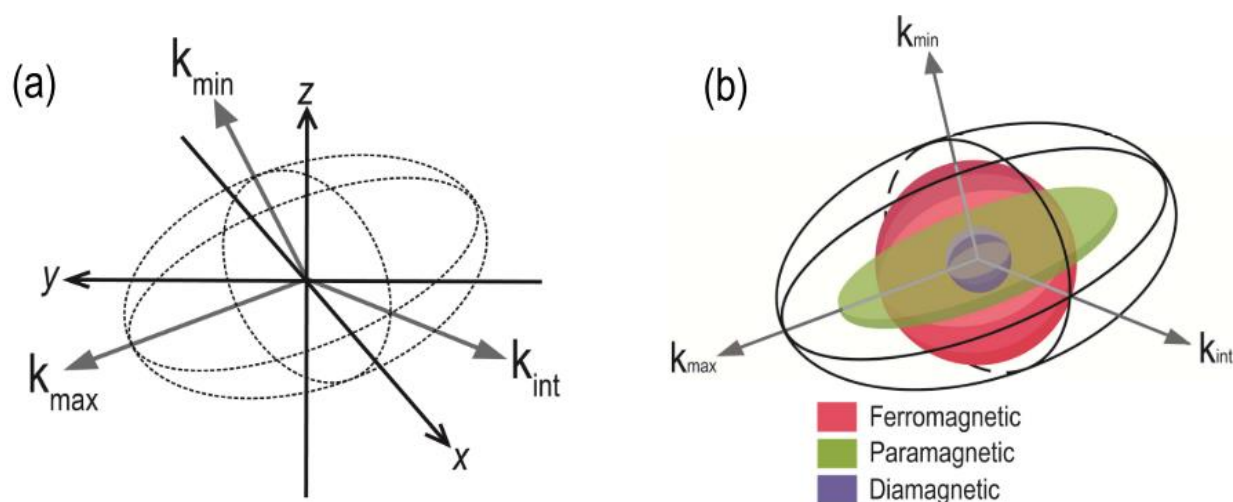 (a)
kmin
z
y
kmax
kint
x
(b)
kmin
kmax
kint
Ferromagnetic
Paramagnetic
Diamagnetic